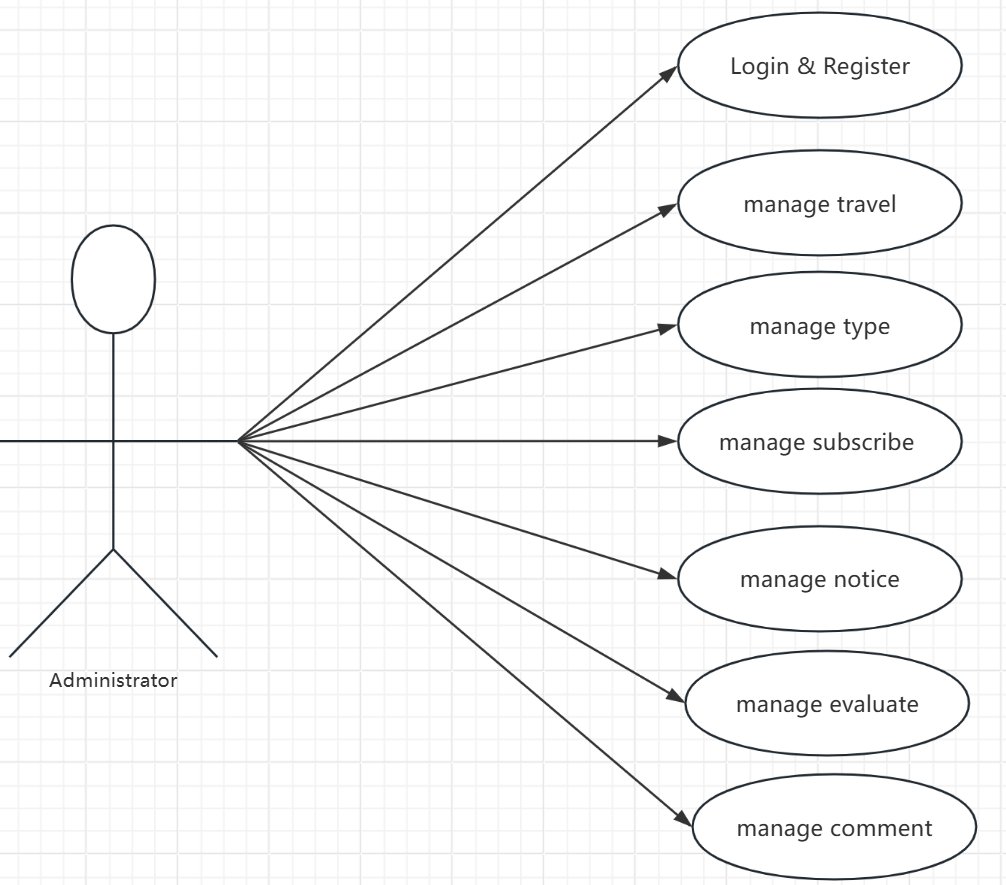 Login & Register
manage travel
manage type
manage subscribe
manage notice
Administrator
manage evaluate
manage comment